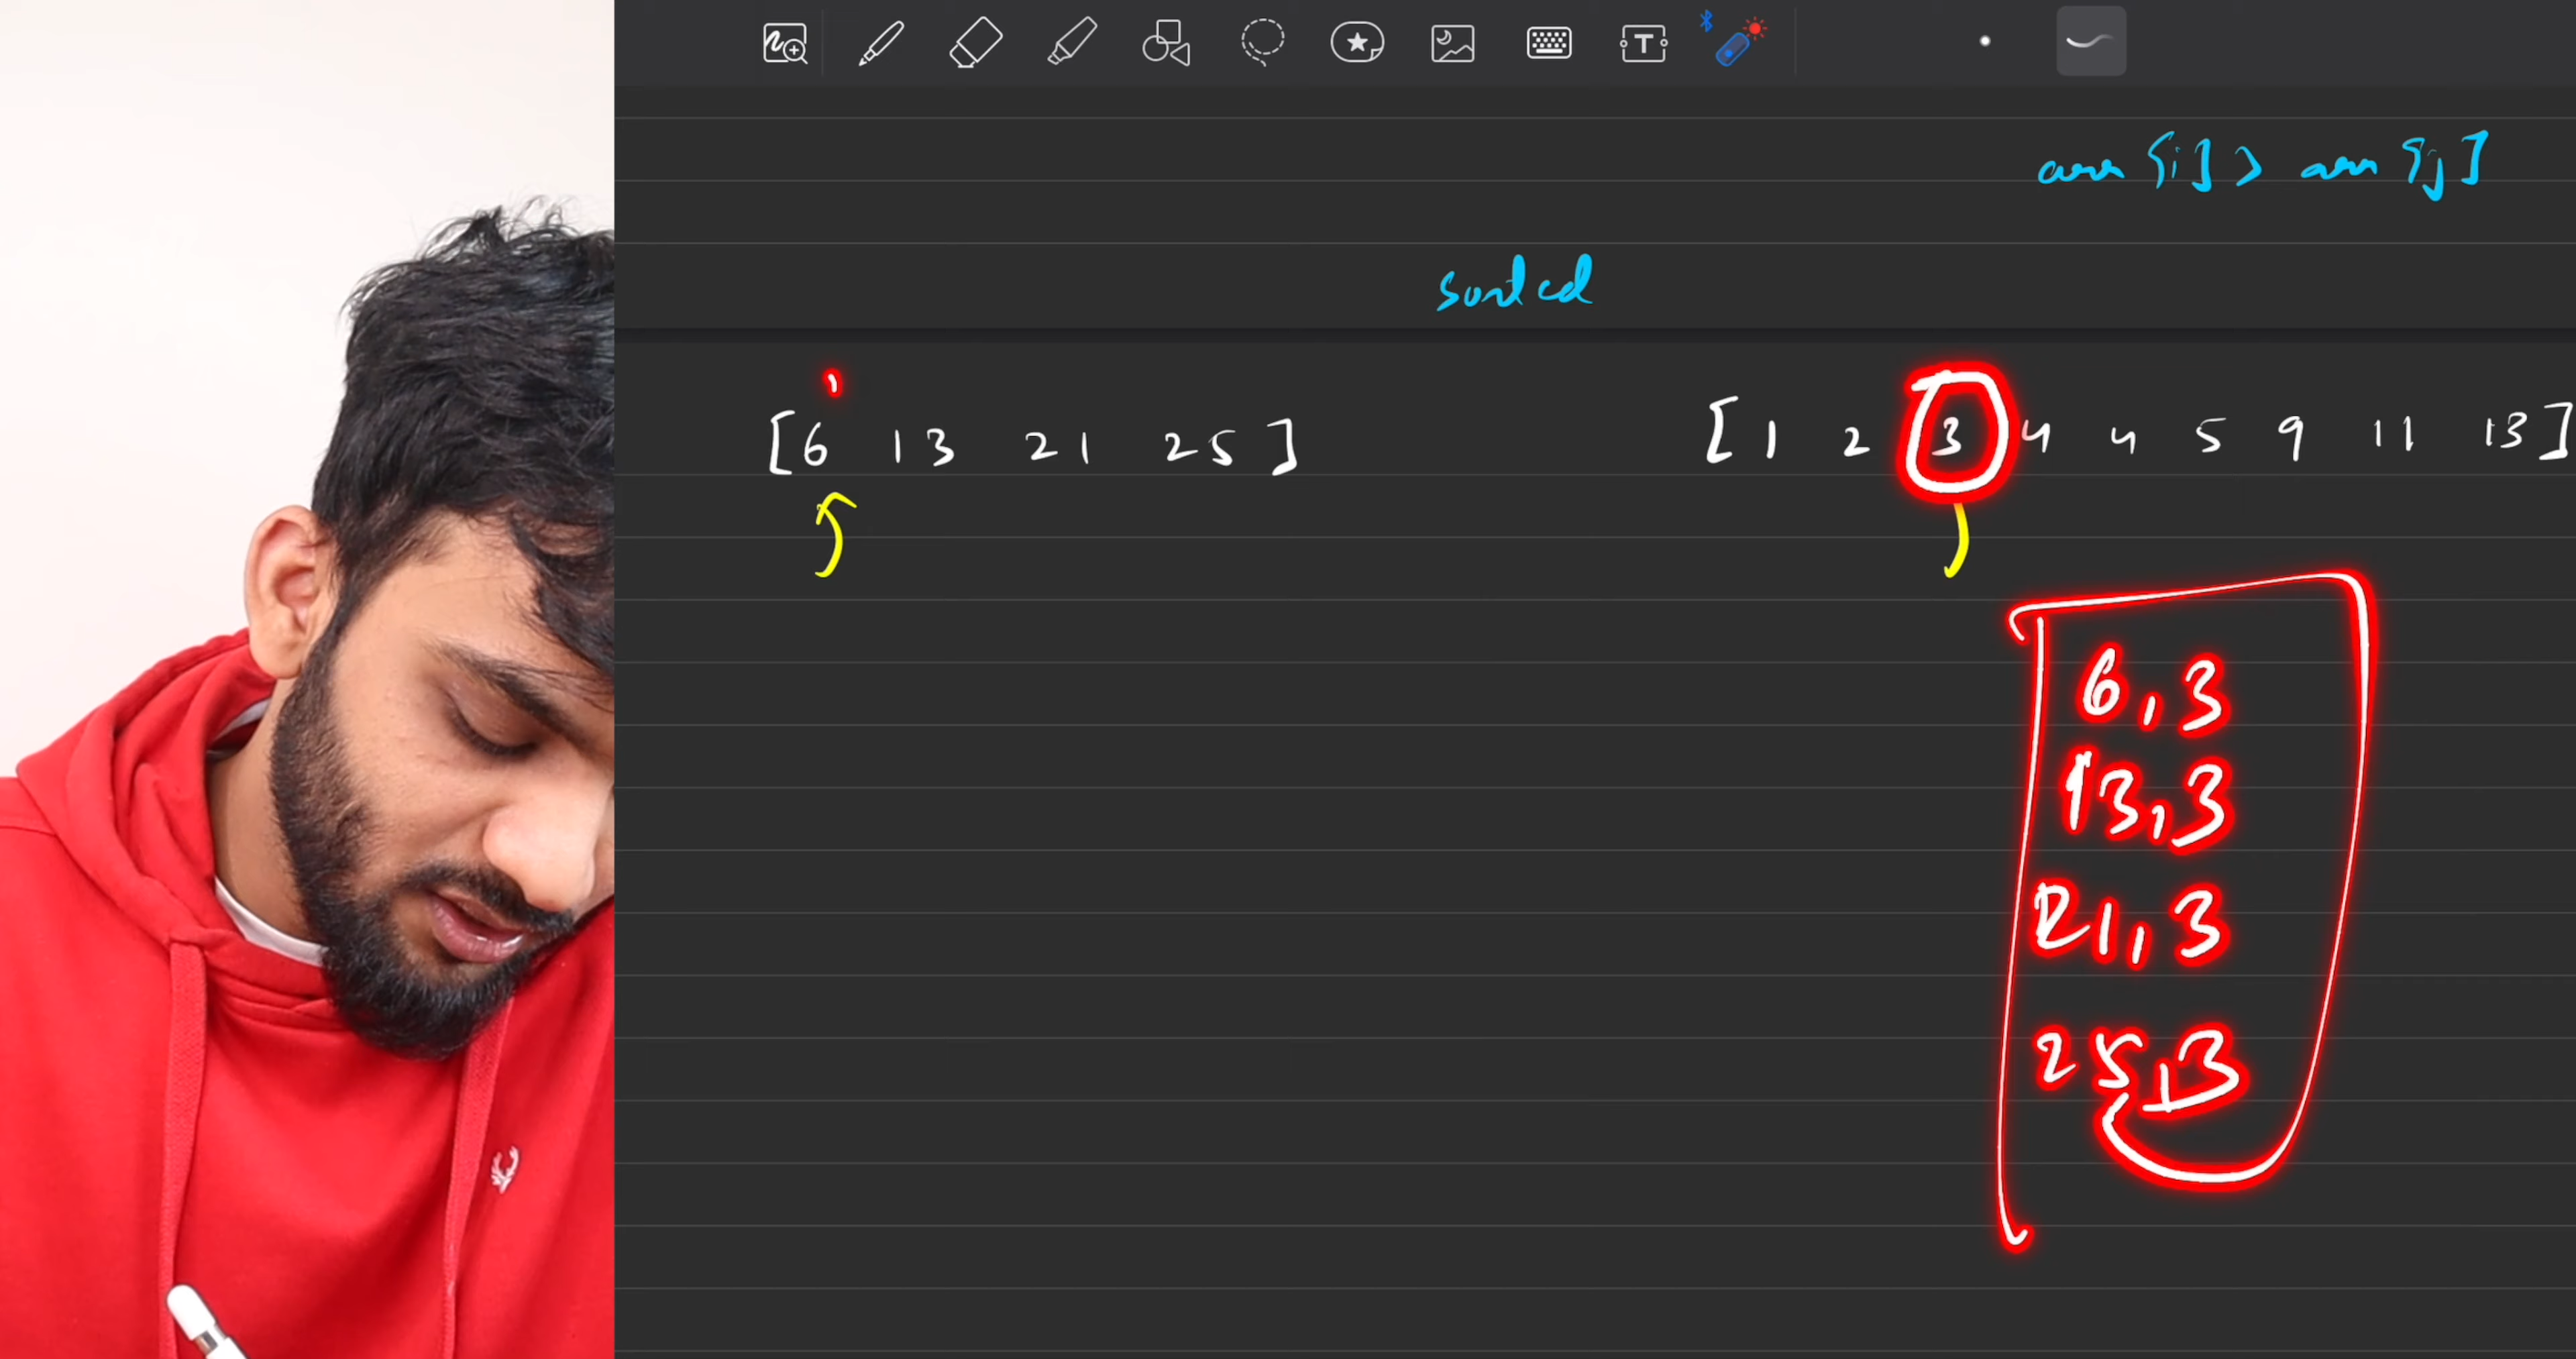 arr [i] > arr [j]
sorted
[6 13 21 25]
[1 2 3 4 4 5 9 11 13]
6,3
13,3
21,3
25,3